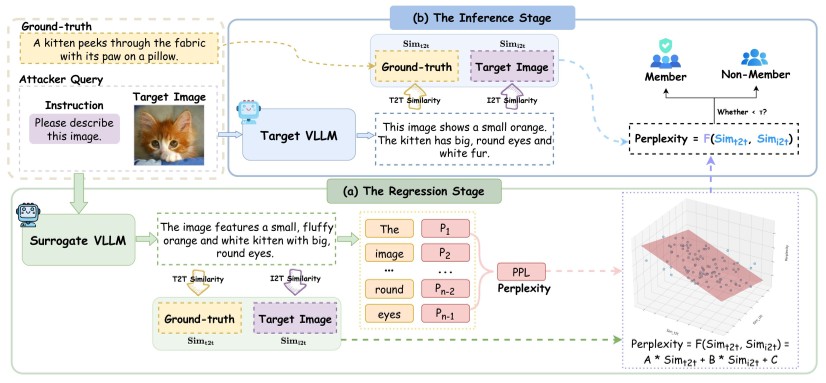 (b) The Inference Stage
Ground-truth
A kitten peeks through the fabric
with its paw on a pillow.
Attacker Query
Instruction
Please describe
this image.
Target Image
Target VLLM
Sim_t2t
Ground-truth
Sim_i2t
Target Image
T2T Similarity
I2T Similarity
This image shows a small orange.
The kitten has big, round eyes and
white fur.
Member
Non-Member
Whether < τ?
Perplexity = F(Sim_t2t, Sim_i2t)
(a) The Regression Stage
Surrogate VLLM
The image features a small, fluffy
orange and white kitten with big,
round eyes.
T2T Similarity
I2T Similarity
Ground-truth
Sim_t2t
Target Image
Sim_i2t
The
P_1
image
P_2
...
...
round
P_n-2
eyes
P_n-1
PPL
Perplexity
Perplexity = F(Sim_t2t, Sim_i2t) =
A * Sim_t2t + B * Sim_i2t + C